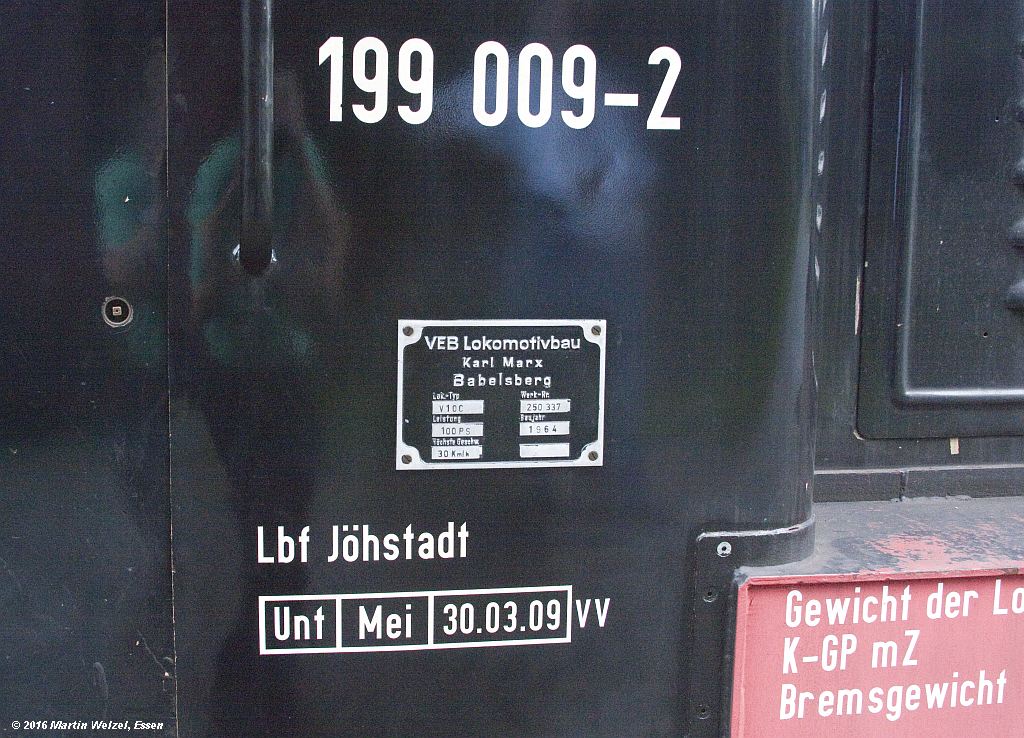 199 009-2
VEB Lokomotivbau
Karl Marx
Babelsberg
Lok.-Typ
V10C
Leistung
100 PS
Höchste Geschw.
30 Km/h
Werk-Nr.
250 337
Baujahr
1964
Lbf Jöhstadt
Unt Mei 30.03.09 VV
Gewicht der Lo
K-GP mZ
Bremsgewicht
© 2016 Martin Welzel, Essen